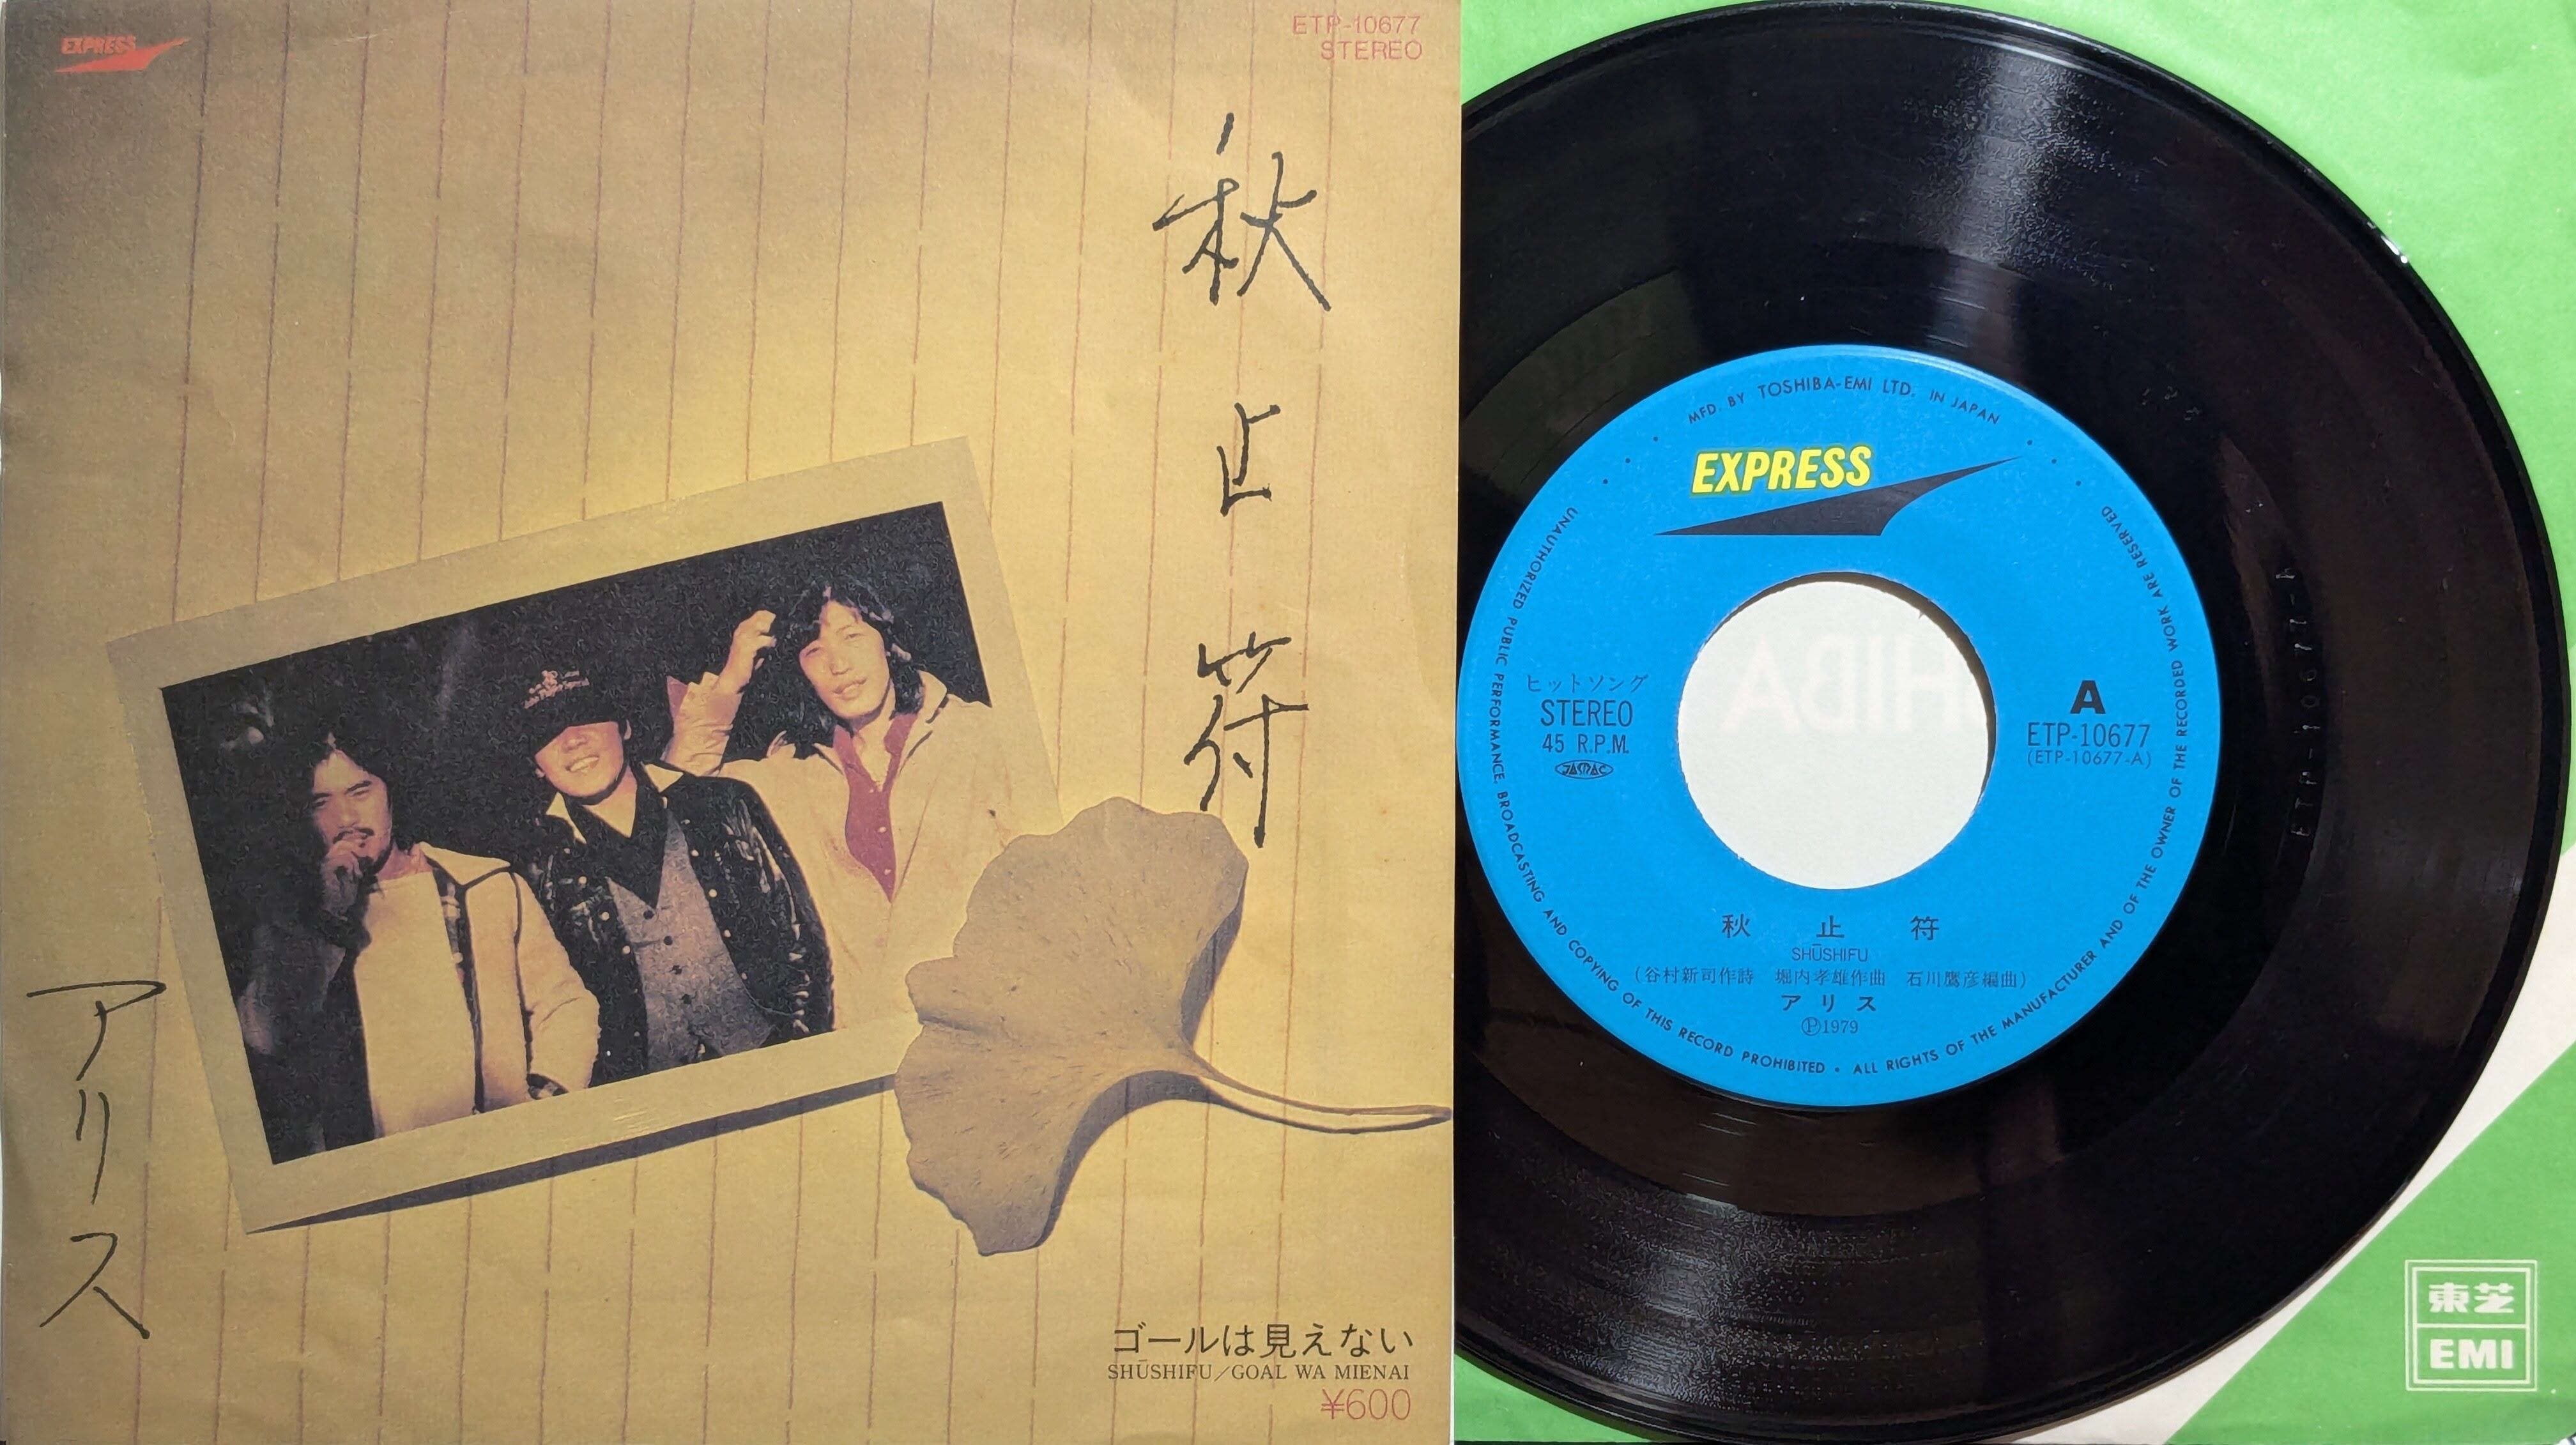 EXPRESS
ETP-10677
STEREO
秋止符
アリス
Lotus
John Player Special
ゴールは見えない
SHŪSHIFU/GOAL WA MIENAI
¥600
MFD. BY TOSHIBA-EMI LTD. IN JAPAN
EXPRESS
ヒットソング
STEREO
45 R.P.M.
JASRAC
A
ETP-10677
(ETP-10677-A)
秋止符
SHŪSHIFU
(谷村新司作詩 堀内孝雄作曲 石川鷹彦編曲)
アリス
Ⓟ1979
UNAUTHORIZED PUBLIC PERFORMANCE, BROADCASTING AND COPYING OF THIS RECORD PROHIBITED • ALL RIGHTS OF THE MANUFACTURER AND OF THE OWNER OF THE RECORDED WORK ARE RESERVED
東芝
EMI